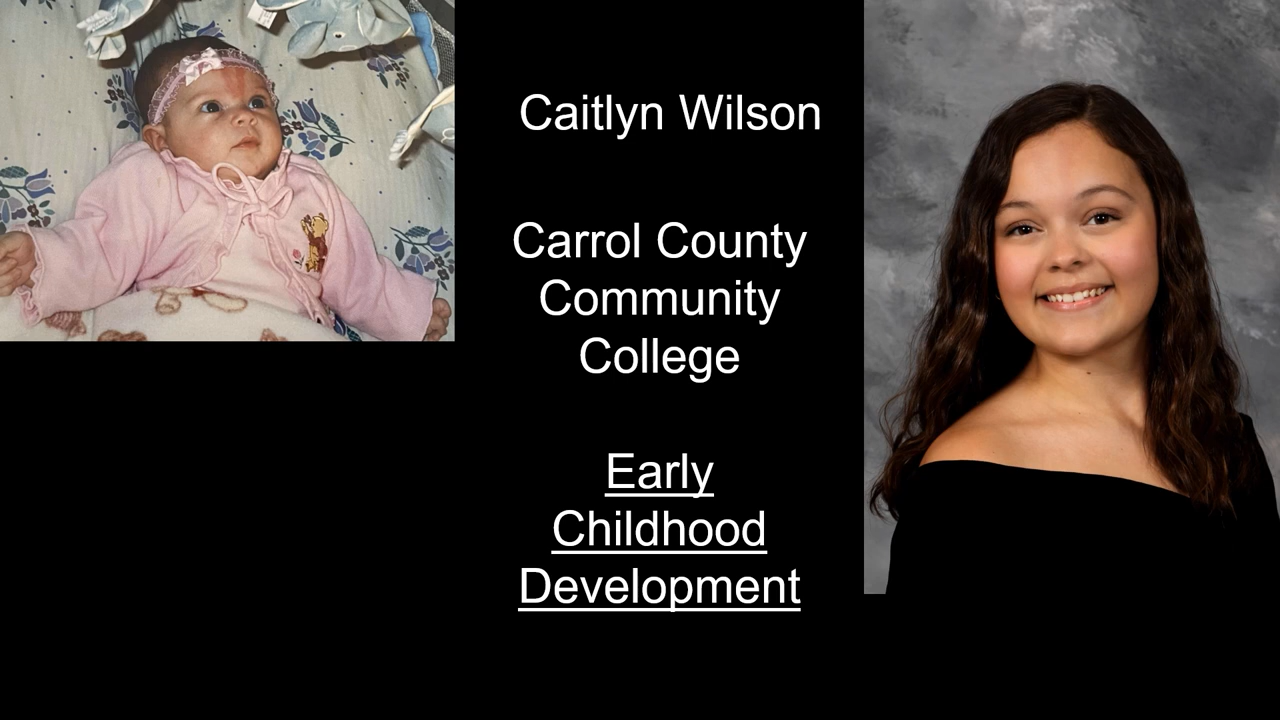 Caitlyn Wilson
Carrol County
Community
College
Early
Childhood
Development